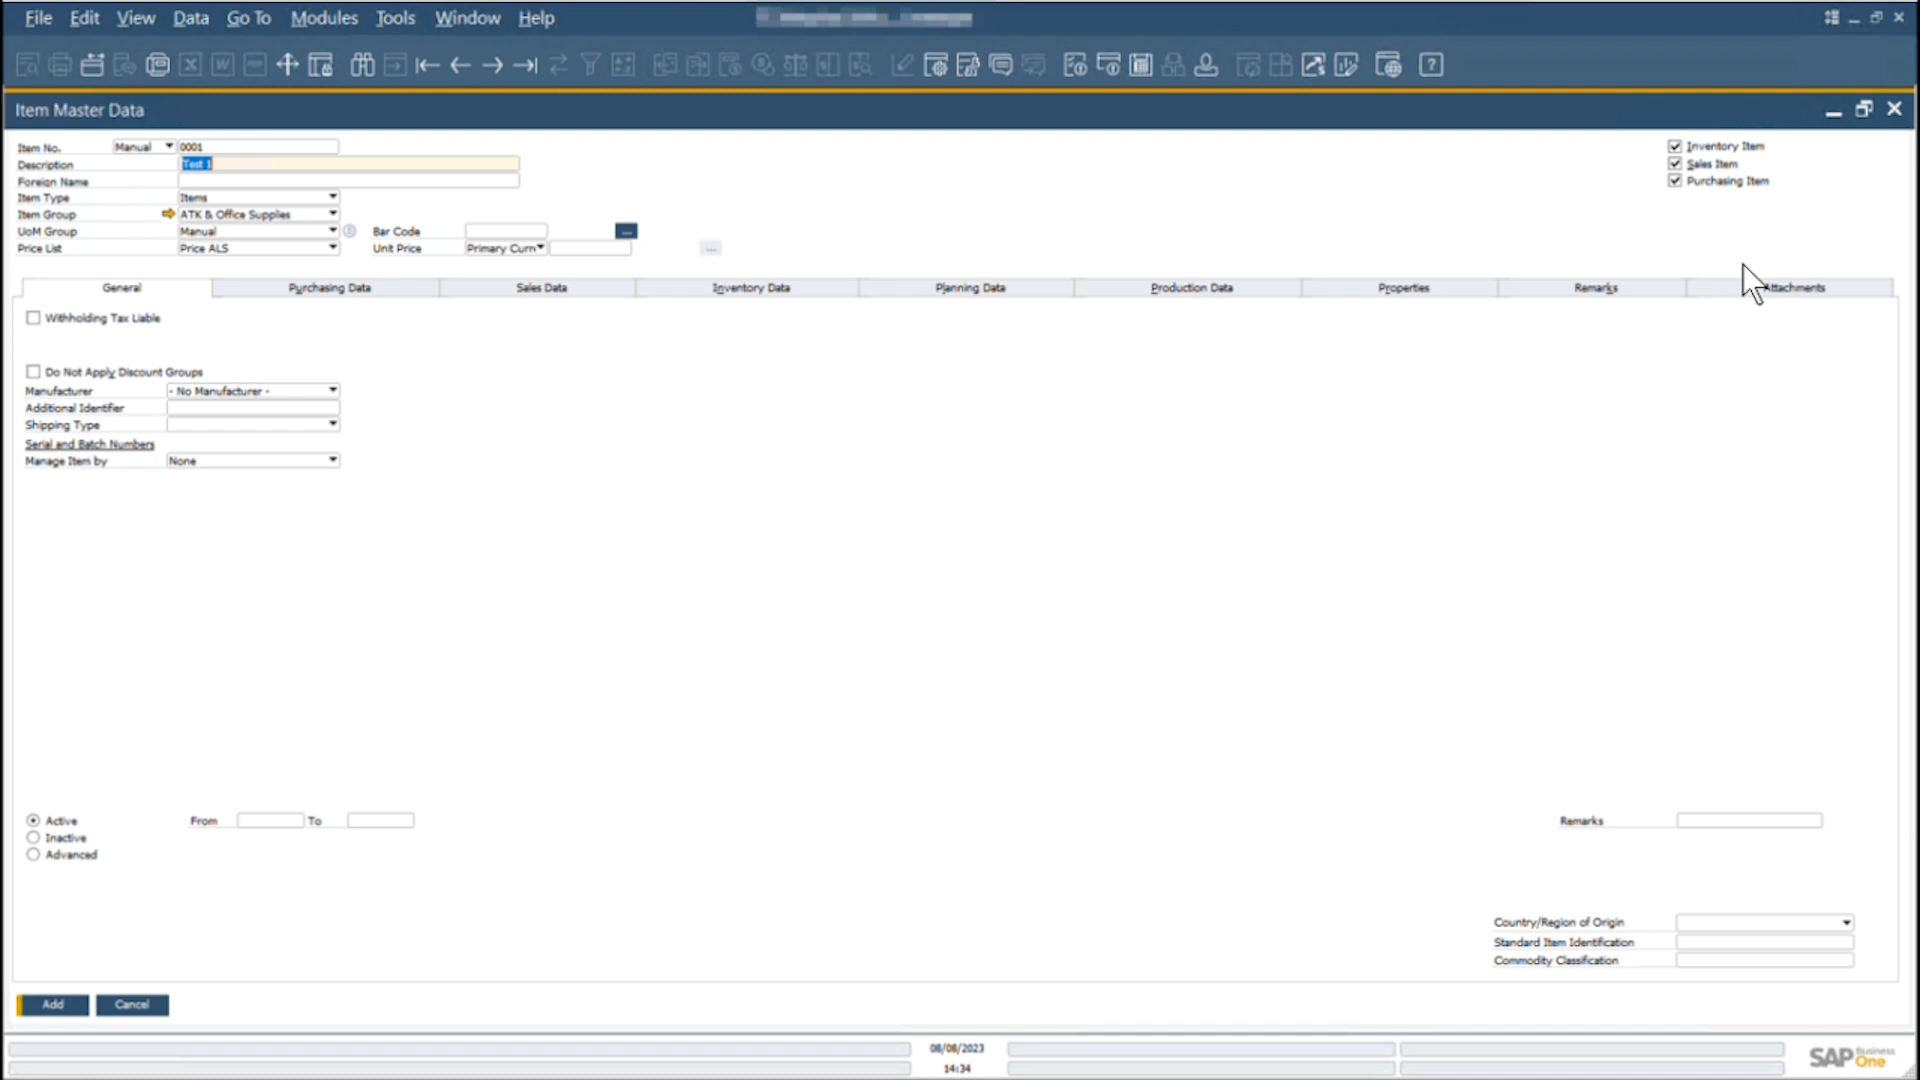 File Edit View Data Go To Modules Tools Window Help
Item Master Data
Item No. Manual 0001
Inventory Item
Description Test 1
Sales Item
Foreign Name
Purchasing Item
Item Type Items
Item Group ATK & Office Supplies
UoM Group Manual Bar Code ...
Price List Price ALS Unit Price Primary Curr ...
General Purchasing Data Sales Data Inventory Data Planning Data Production Data Properties Remarks Attachments
Withholding Tax Liable
Do Not Apply Discount Groups
Manufacturer - No Manufacturer -
Additional Identifier
Shipping Type
Serial and Batch Numbers
Manage Item by None
Active From To Remarks
Inactive
Advanced
Country/Region of Origin
Standard Item Identification
Commodity Classification
Add Cancel
08/08/2023
14:34
SAP Business One